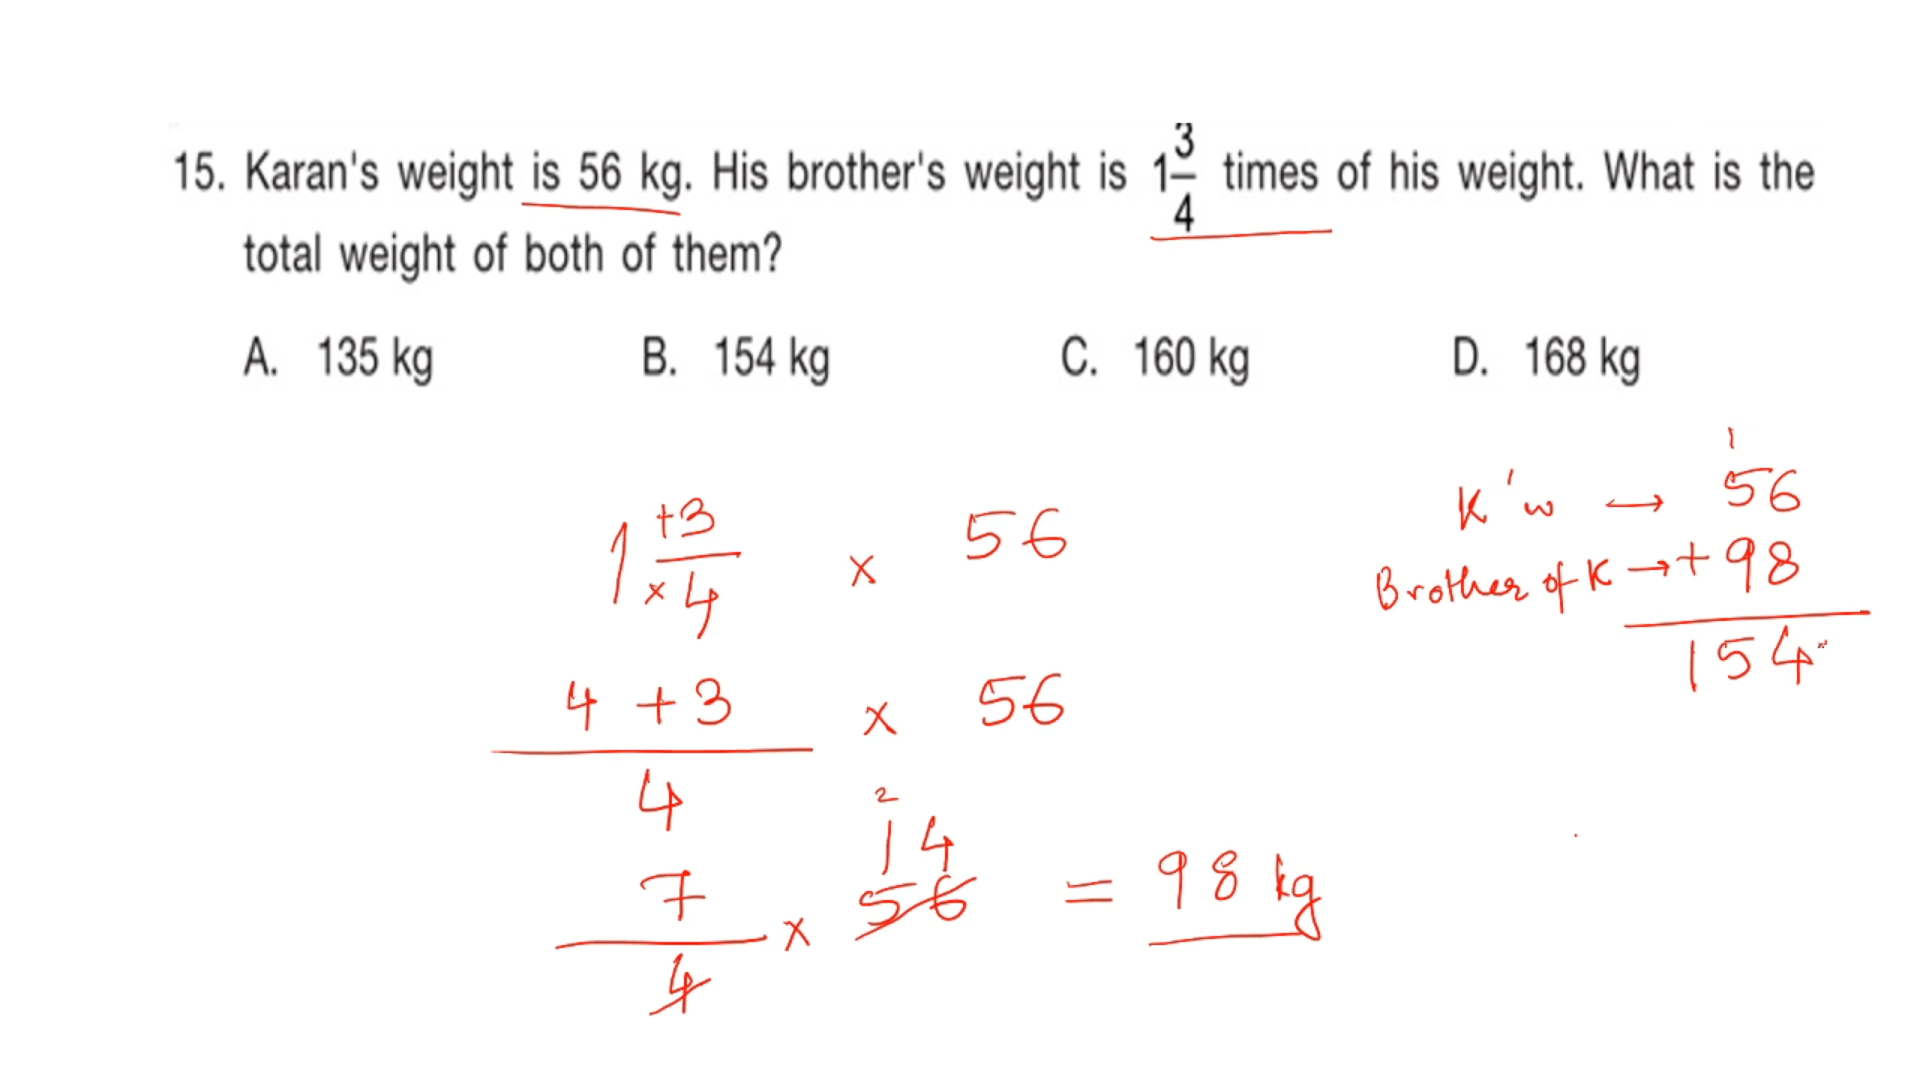 15. Karan's weight is 56 kg. His brother's weight is 1 3/4 times of his weight. What is the
total weight of both of them?
A. 135 kg B. 154 kg C. 160 kg D. 168 kg
1 +3/×4 × 56
4 + 3
4
× 56
7
4
×
2
14
56
= 98 kg
1
K'w → 56
Brother of K → + 98
154